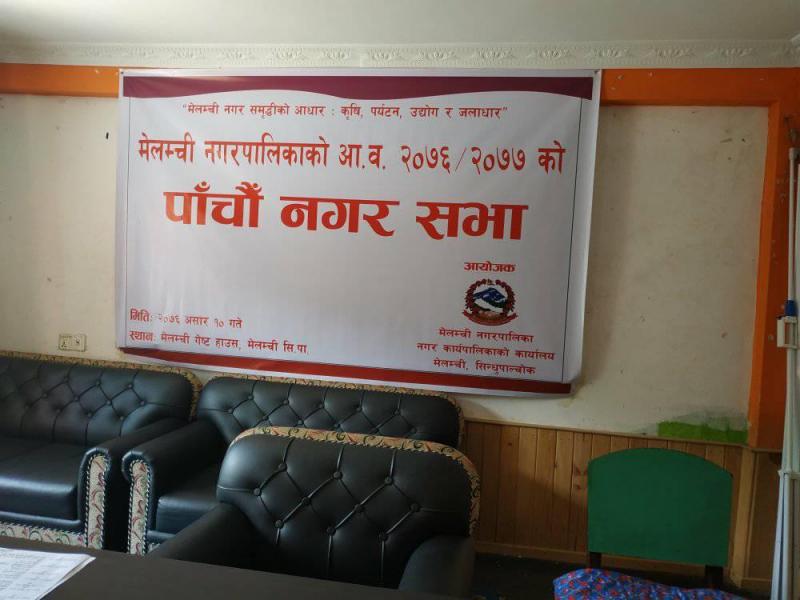 "मेलम्ची नगर समृद्धीको आधार : कृषि, पर्यटन, उद्योग र जलाधार"
मेलम्ची नगरपालिकाको आ.व. २०७६/२०७७ को
पाँचौं नगर सभा
आयोजक
मेलम्ची नगरपालिका
नगर कार्यपालिकाको कार्यालय
मेलम्ची, सिन्धुपाल्चोक
मितिः २०७६ असार १० गते
स्थानः मेलम्ची गेष्ट हाउस, मेलम्ची सि.पा.